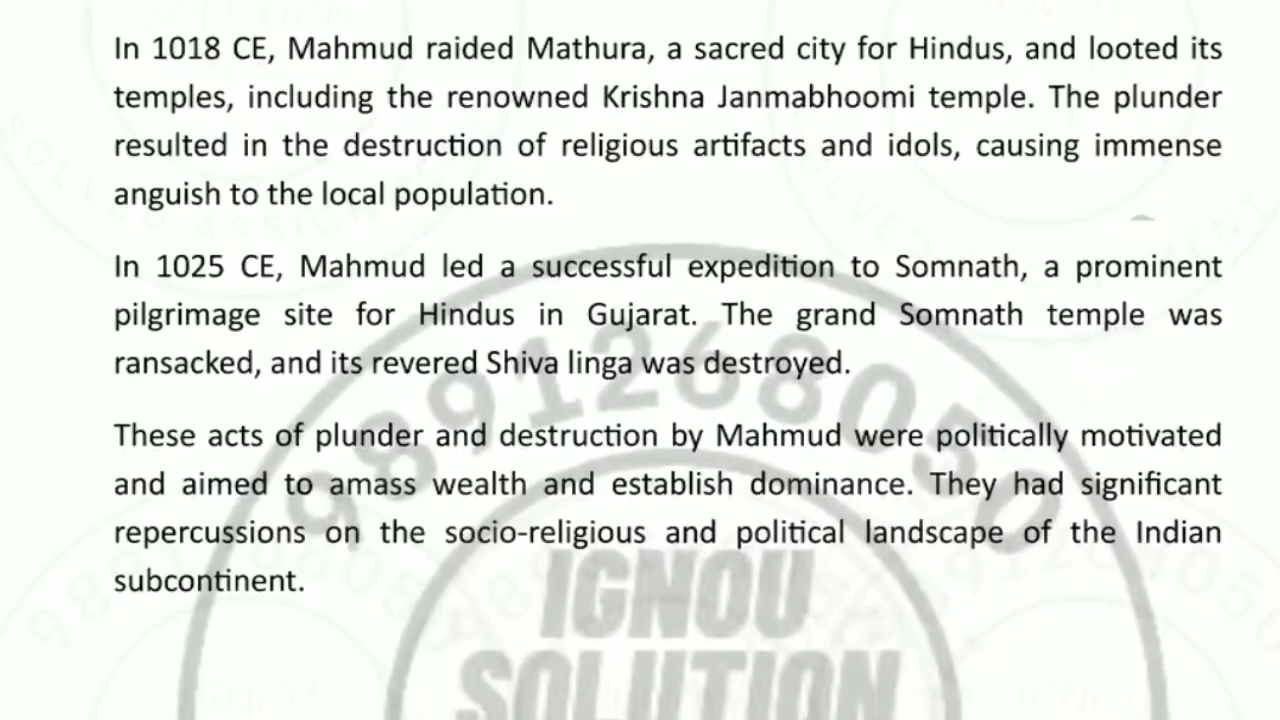 In 1018 CE, Mahmud raided Mathura, a sacred city for Hindus, and looted its
temples, including the renowned Krishna Janmabhoomi temple. The plunder
resulted in the destruction of religious artifacts and idols, causing immense
anguish to the local population.
In 1025 CE, Mahmud led a successful expedition to Somnath, a prominent
pilgrimage site for Hindus in Gujarat. The grand Somnath temple was
ransacked, and its revered Shiva linga was destroyed.
These acts of plunder and destruction by Mahmud were politically motivated
and aimed to amass wealth and establish dominance. They had significant
repercussions on the socio-religious and political landscape of the Indian
subcontinent.
9891268050
IGNOU
SOLUTION